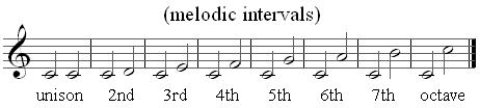 (melodic intervals)
unison 2nd 3rd 4th 5th 6th 7th octave